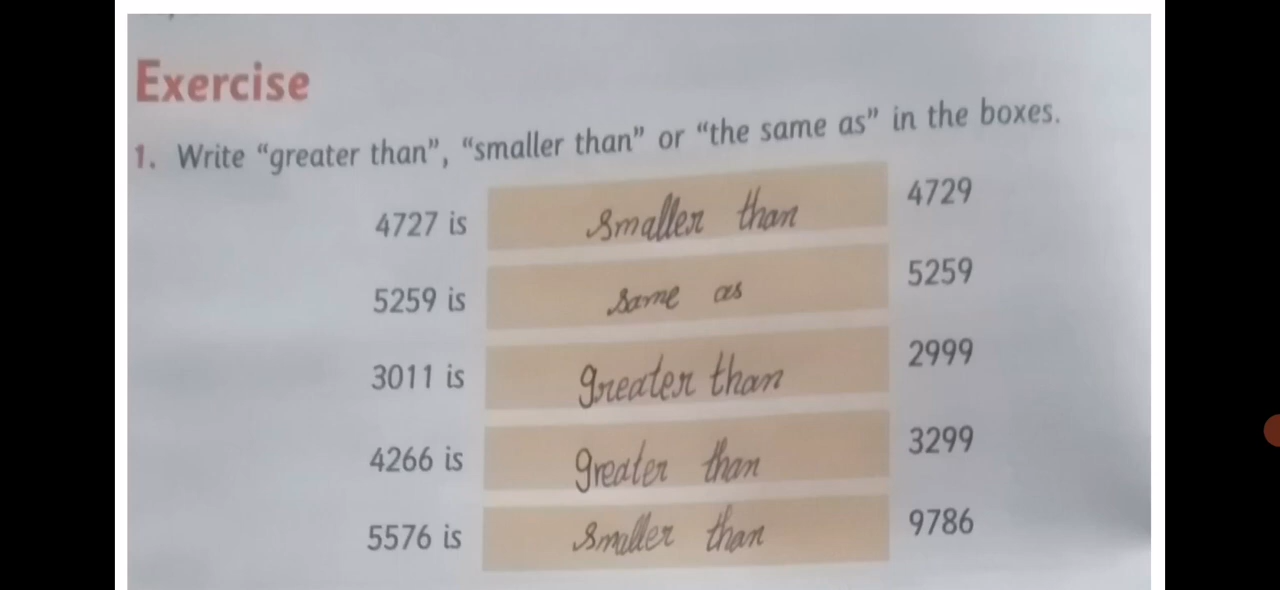 Exercise
1. Write “greater than”, “smaller than” or “the same as” in the boxes.
4727 is smaller than 4729
5259 is same as 5259
3011 is greater than 2999
4266 is greater than 3299
5576 is smaller than 9786